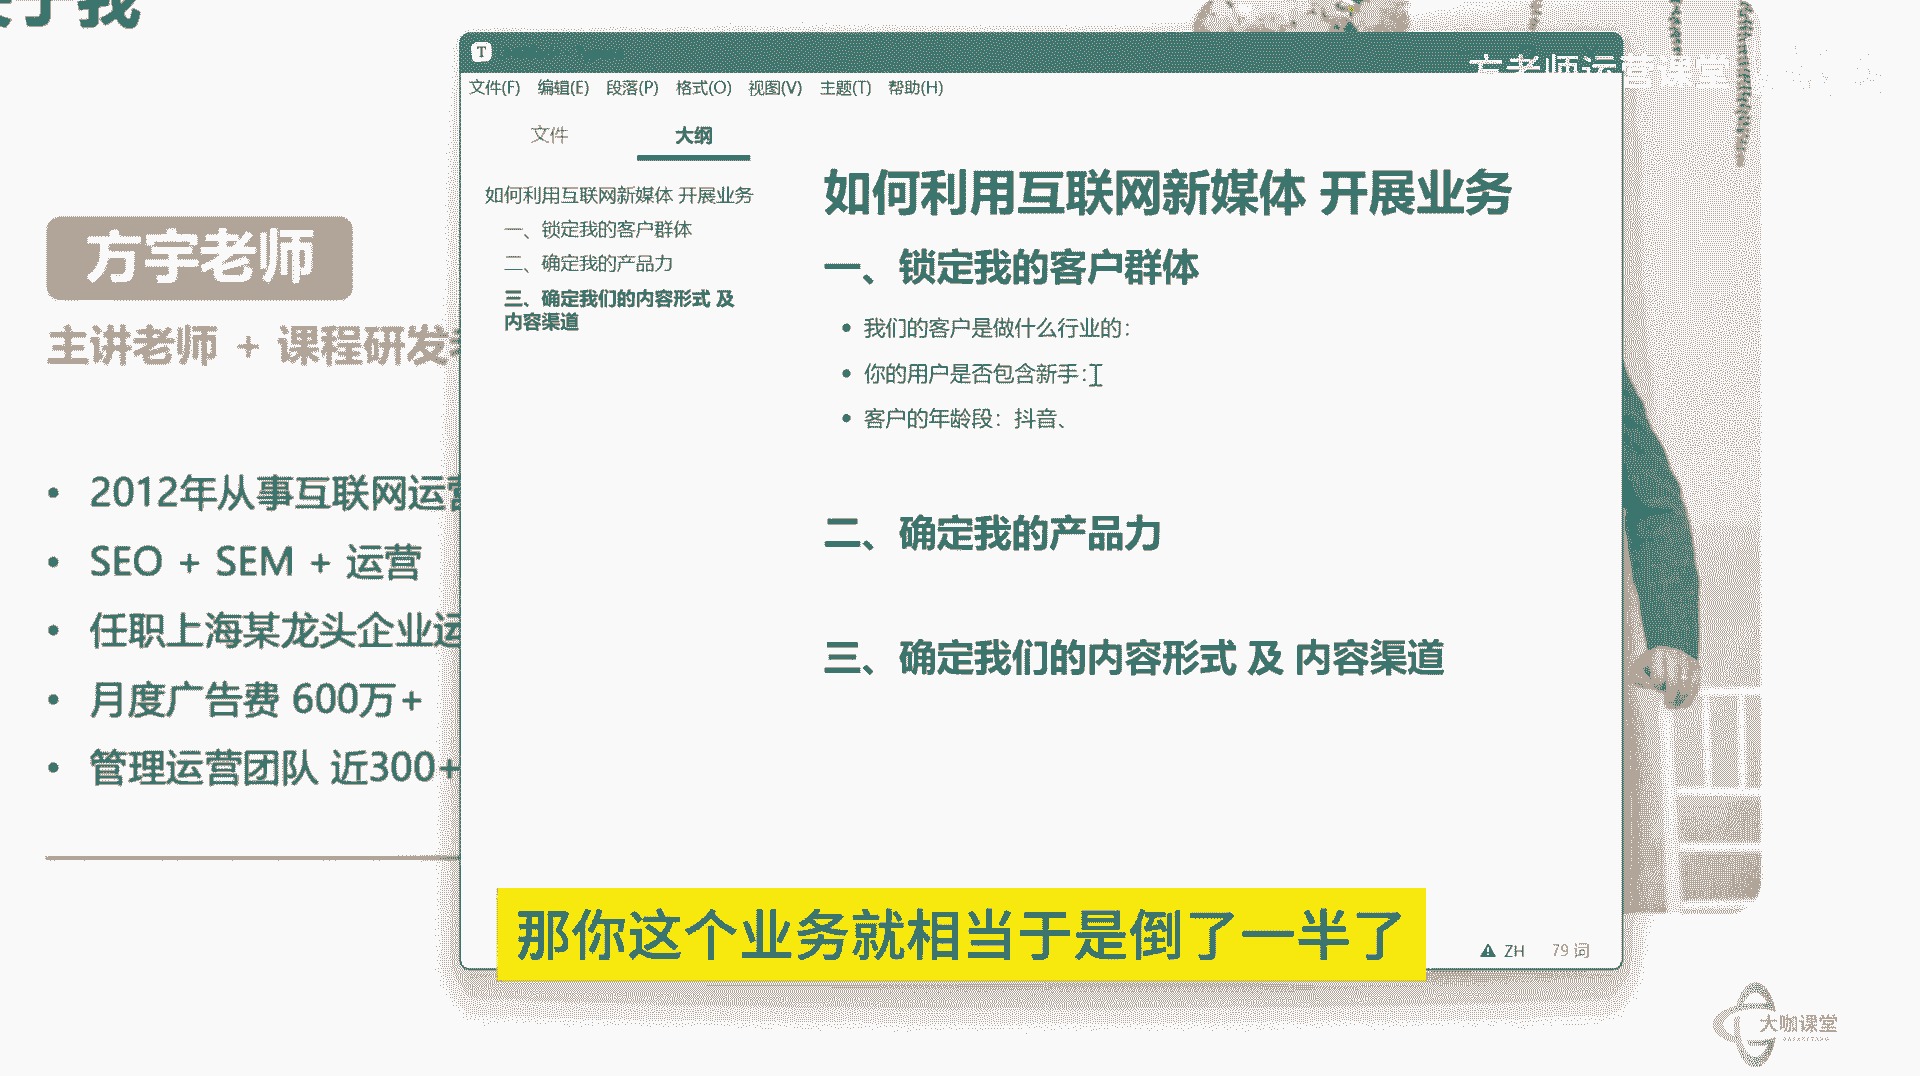 T
方老师运营课堂
文件(F) 编辑(E) 段落(P) 格式(O) 视图(V) 主题(T) 帮助(H)
文件 大纲
如何利用互联网新媒体 开展业务
一、锁定我的客户群体
二、确定我的产品力
三、确定我们的内容形式 及
内容渠道
如何利用互联网新媒体 开展业务
一、锁定我的客户群体
• 我们的客户是做什么行业的:
• 你的用户是否包含新手:
• 客户的年龄段：抖音、
二、确定我的产品力
三、确定我们的内容形式 及 内容渠道
方宇老师
主讲老师 + 课程研发
• 2012年从事互联网运营
• SEO + SEM + 运营
• 任职上海某龙头企业运
• 月度广告费 600万+
• 管理运营团队 近300+
那你这个业务就相当于是倒了一半了
ZH 79 词
大咖课堂